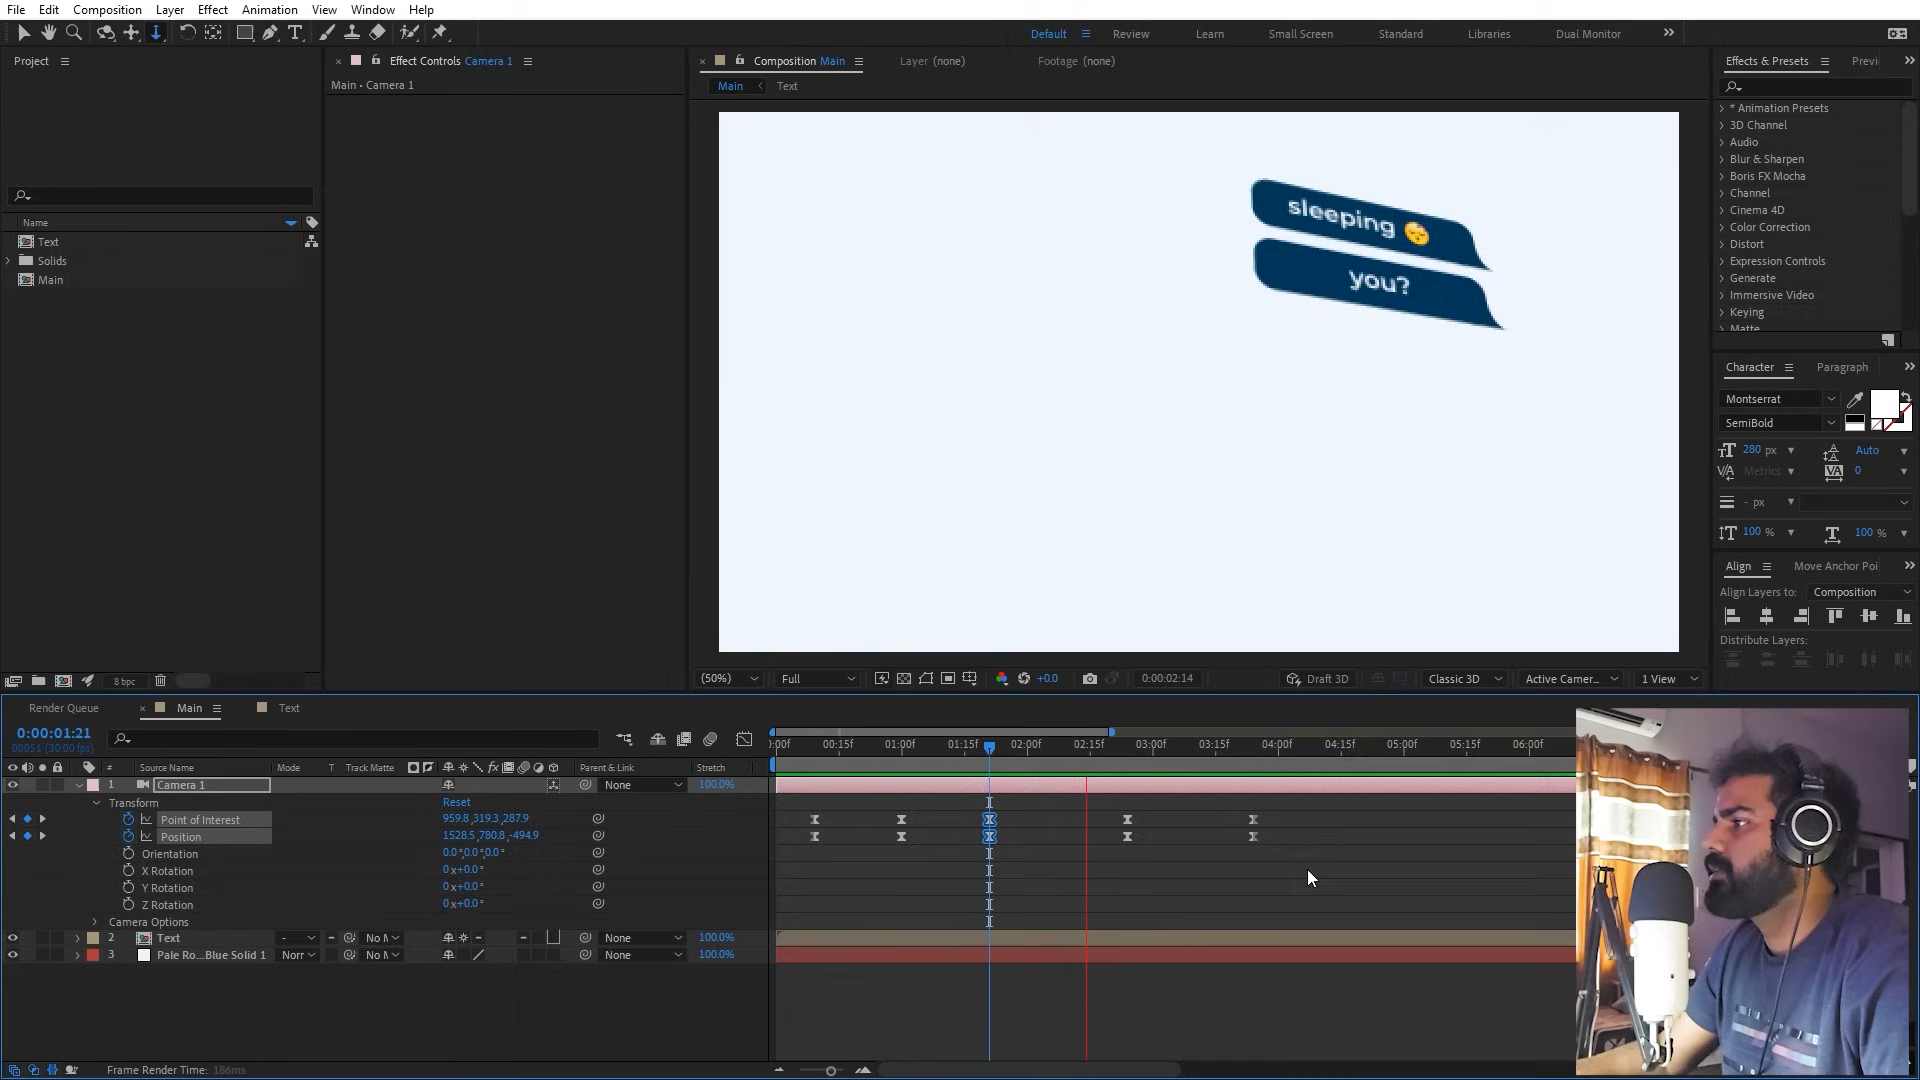 File Edit Composition Layer Effect Animation View Window Help
Default Review Learn Small Screen Standard Libraries Dual Monitor
Project
Effect Controls Camera 1
Main • Camera 1
Composition Main
Layer (none)
Footage (none)
Main Text
Name
Text
Solids
Main
8 bpc
sleeping 😴
you?
(50%) Full +0.0 0:00:02:14 Draft 3D Classic 3D Active Camer... 1 View
Effects & Presets Previ
* Animation Presets
3D Channel
Audio
Blur & Sharpen
Boris FX Mocha
Channel
Cinema 4D
Color Correction
Distort
Expression Controls
Generate
Immersive Video
Keying
Matte
Character Paragraph
Montserrat
SemiBold
280 px Auto
Metrics 0
- px
100 % 100 %
Align Move Anchor Poi
Align Layers to: Composition
Distribute Layers:
Render Queue Main Text
0:00:01:21
00051 (30.00 fps)
:00f 00:15f 01:00f 01:15f 02:00f 02:15f 03:00f 03:15f 04:00f 04:15f 05:00f 05:15f 06:00f
# Source Name Mode T Track Matte fx Parent & Link Stretch
1 Camera 1 None 100.0%
Transform Reset
Point of Interest 959.8,319.3,287.9
Position 1528.5,780.8,-494.9
Orientation 0.0°,0.0°,0.0°
X Rotation 0x+0.0°
Y Rotation 0x+0.0°
Z Rotation 0x+0.0°
Camera Options
2 Text - No M None 100.0%
3 Pale Ro...Blue Solid 1 Norr No M None 100.0%
Frame Render Time: 186ms